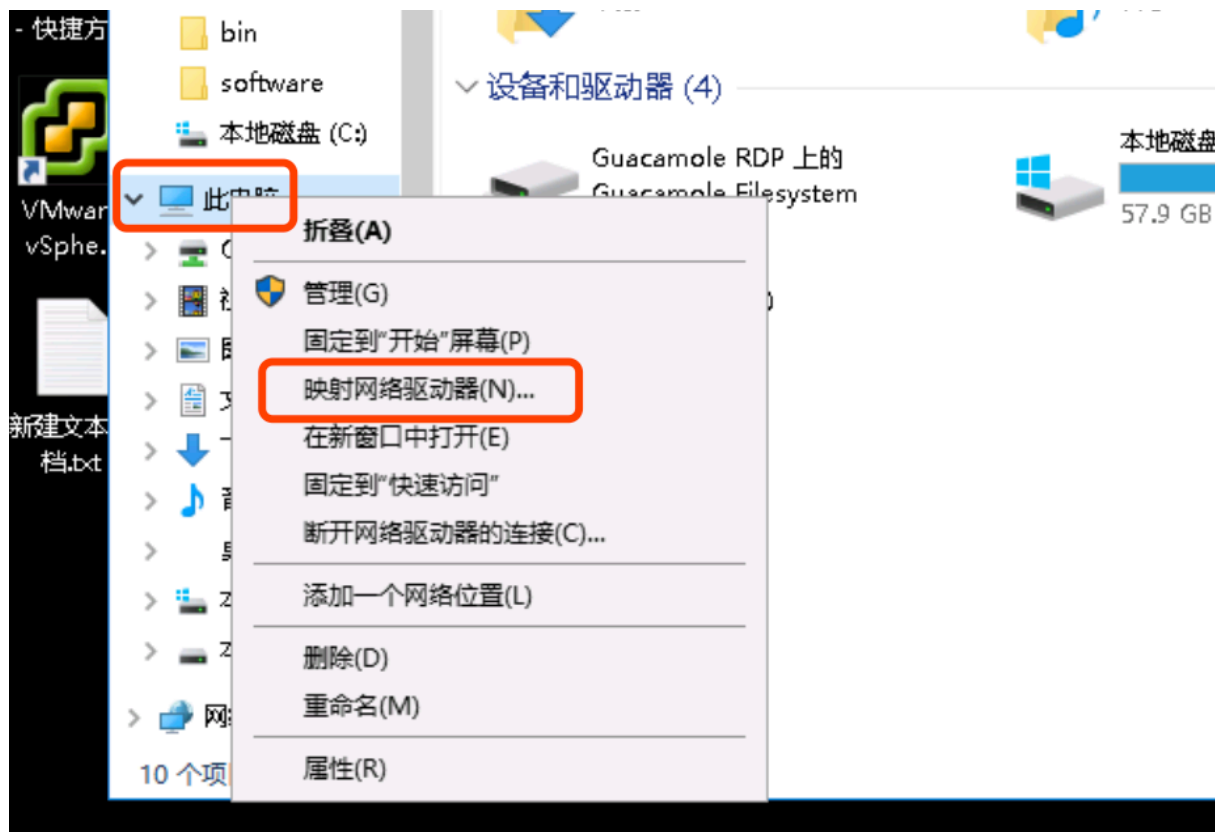 - 快捷方
VMwar
vSphe.
新建文本
档.txt
bin
software
本地磁盘 (C:)
此电脑
网
10 个项
设备和驱动器 (4)
Guacamole RDP 上的
Guacamole Filesystem
本地磁盘
57.9 GB
折叠(A)
管理(G)
固定到"开始"屏幕(P)
映射网络驱动器(N)...
在新窗口中打开(E)
固定到"快速访问"
断开网络驱动器的连接(C)...
添加一个网络位置(L)
删除(D)
重命名(M)
属性(R)